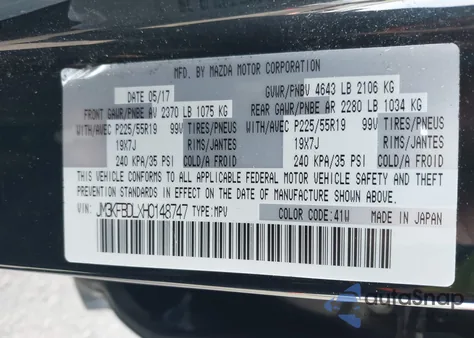 MFD. BY MAZDA MOTOR CORPORATION
DATE 05/17 GVWR/PNBV 4643 LB 2106 KG
FRONT GAWR/PNBE AV 2370 LB 1075 KG REAR GAWR/PNBE AR 2280 LB 1034 KG
WITH/AVEC P225/55R19 99V TIRES/PNEUS WITH/AVEC P225/55R19 99V TIRES/PNEUS
19X7J RIMS/JANTES 19X7J RIMS/JANTES
240 KPA/35 PSI COLD/A FROID 240 KPA/35 PSI COLD/A FROID
THIS VEHICLE CONFORMS TO ALL APPLICABLE FEDERAL MOTOR VEHICLE SAFETY, BUMPER, AND THEFT
PREVENTION STANDARDS IN EFFECT ON THE DATE OF MANUFACTURE SHOWN ABOVE.
VIN: JM3KFBDLXH0148747 TYPE:MPV COLOR CODE:41W MADE IN JAPAN
autoSnap